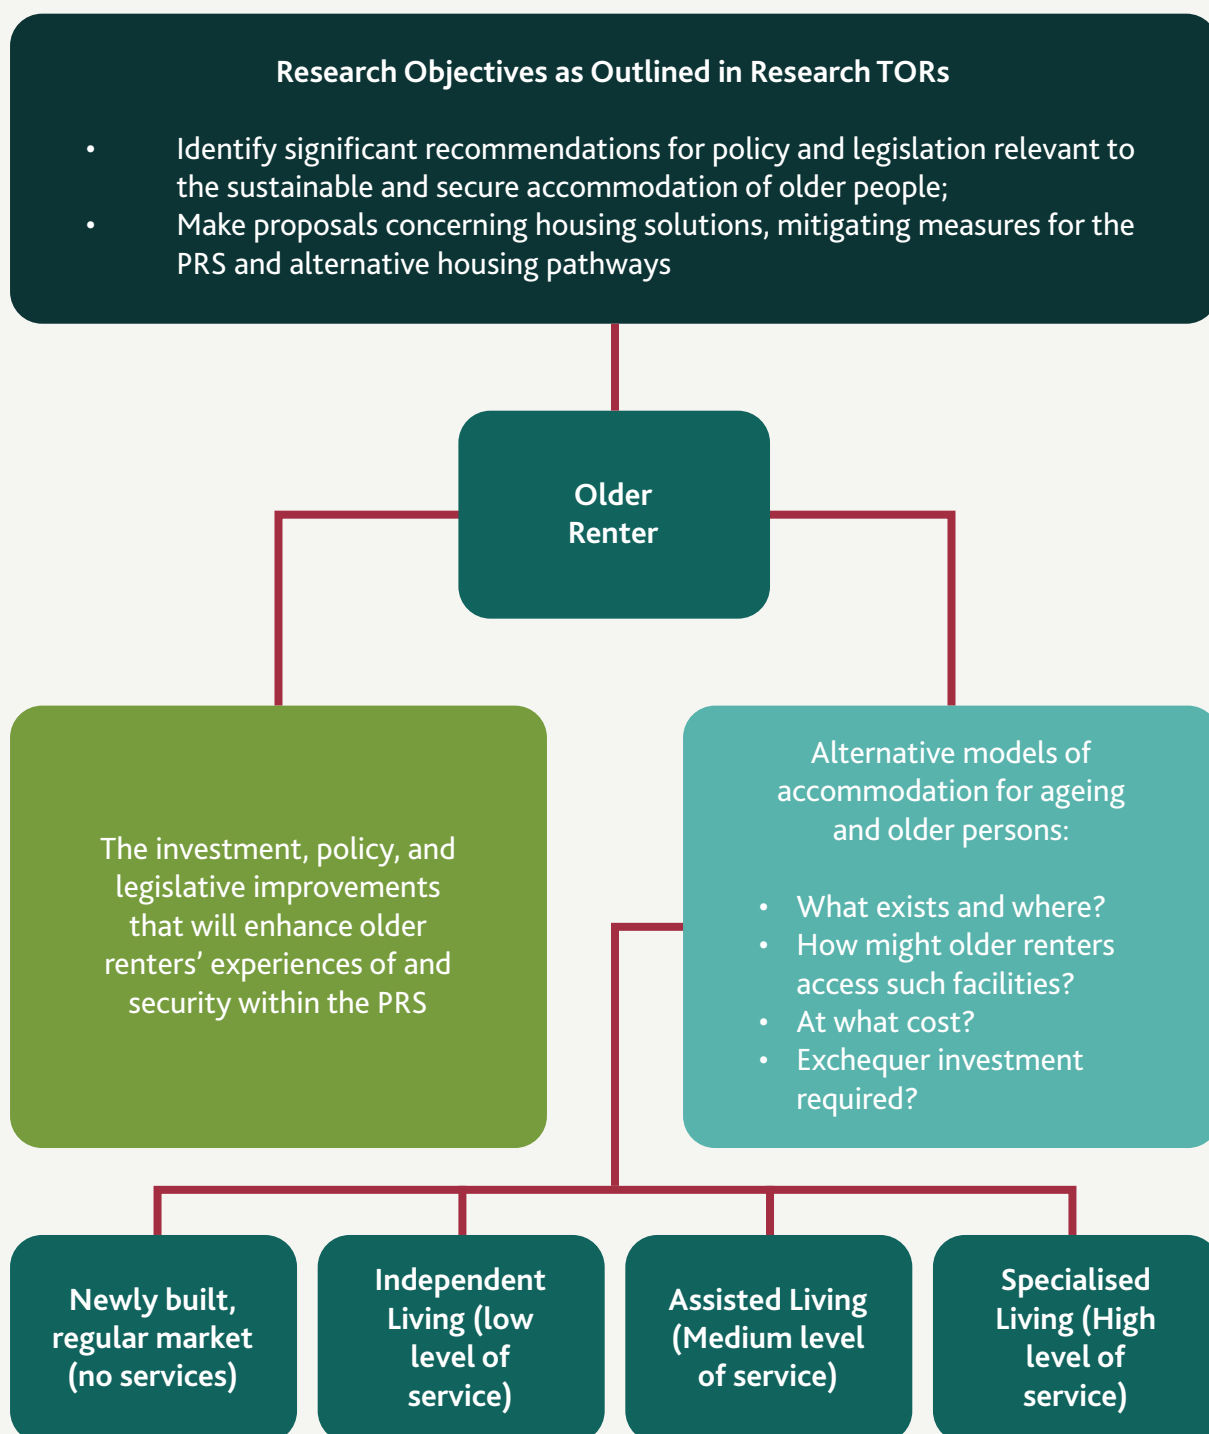 Research Objectives as Outlined in Research TORs
• Identify significant recommendations for policy and legislation relevant to
the sustainable and secure accommodation of older people;
• Make proposals concerning housing solutions, mitigating measures for the
PRS and alternative housing pathways
Older
Renter
The investment, policy, and
legislative improvements
that will enhance older
renters’ experiences of and
security within the PRS
Alternative models of
accommodation for ageing
and older persons:
• What exists and where?
• How might older renters
access such facilities?
• At what cost?
• Exchequer investment
required?
Newly built,
regular market
(no services)
Independent
Living (low
level of
service)
Assisted Living
(Medium level
of service)
Specialised
Living (High
level of
service)